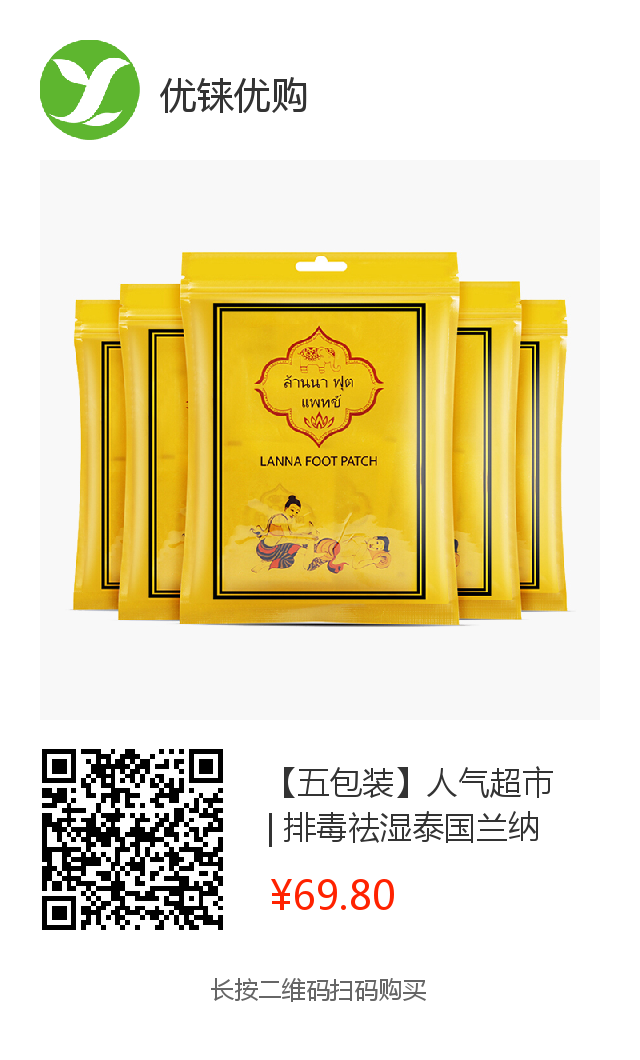 优铼优购
ล้านนา ฟุต
แพทย์
LANNA FOOT PATCH
【五包装】人气超市
| 排毒祛湿泰国兰纳
¥69.80
长按二维码扫码购买